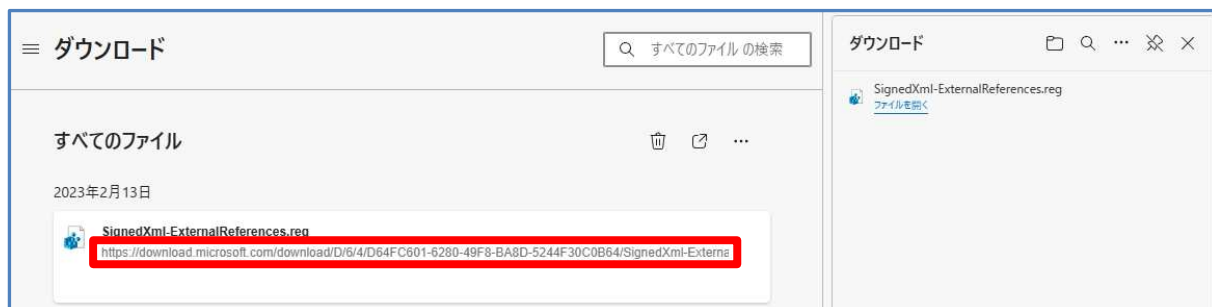 ダウンロード
すべてのファイル の検索
すべてのファイル
2023年2月13日
SignedXml-ExternalReferences.reg
https://download.microsoft.com/download/D/6/4/D64FC601-6280-49F8-BA8D-5244F30C0B64/SignedXml-Externa
ダウンロード
SignedXml-ExternalReferences.reg
ファイルを開く